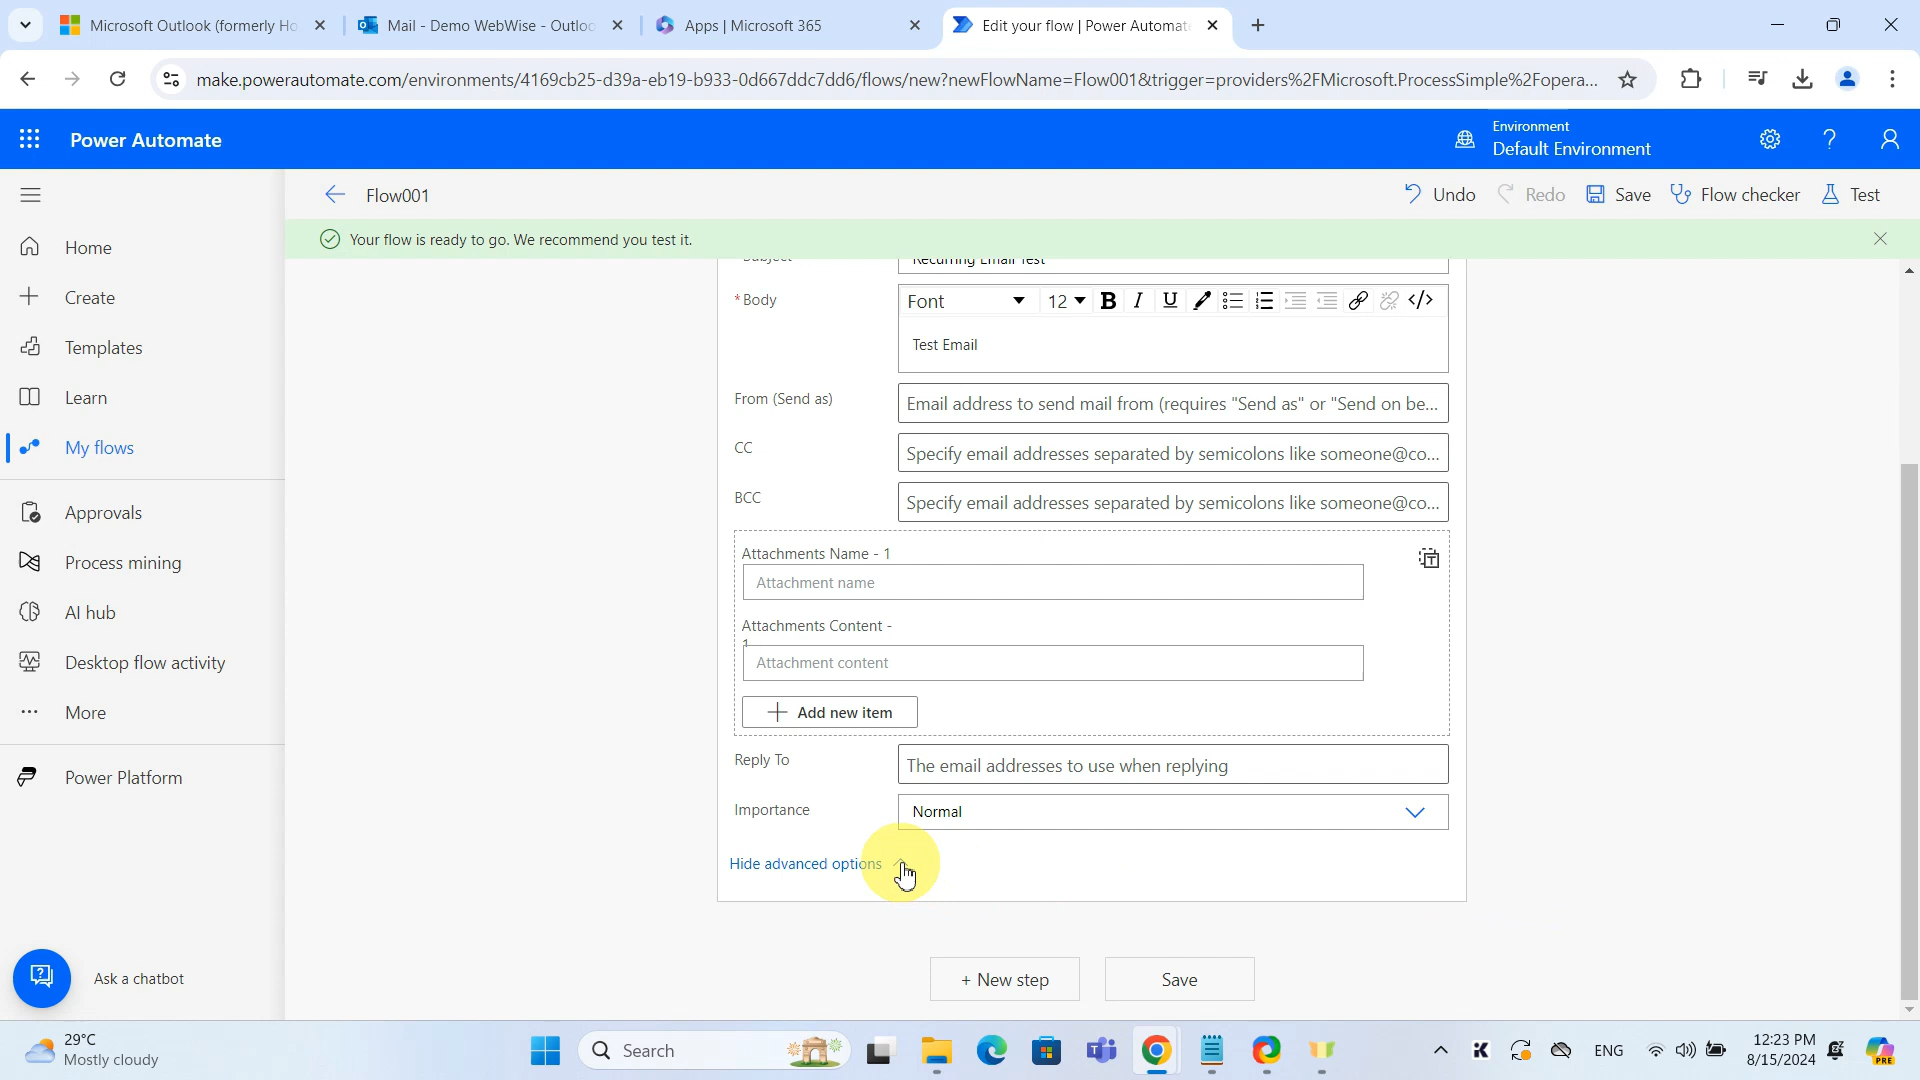 Microsoft Outlook (formerly Ho
Mail - Demo WebWise - Outloo
Apps | Microsoft 365
Edit your flow | Power Automat
make.powerautomate.com/environments/4169cb25-d39a-eb19-b933-0d667ddc7dd6/flows/new?newFlowName=Flow001&trigger=providers%2FMicrosoft.ProcessSimple%2Fopera...
Power Automate
Environment
Default Environment
Flow001
Undo
Redo
Save
Flow checker
Test
Your flow is ready to go. We recommend you test it.
Home
Create
Templates
Learn
My flows
Approvals
Process mining
AI hub
Desktop flow activity
More
Power Platform
Ask a chatbot
Subject
Recurring Email Test
* Body
Font
12
Test Email
From (Send as)
Email address to send mail from (requires "Send as" or "Send on be...
CC
Specify email addresses separated by semicolons like someone@co...
BCC
Specify email addresses separated by semicolons like someone@co...
Attachments Name - 1
Attachment name
Attachments Content -
1
Attachment content
Add new item
Reply To
The email addresses to use when replying
Importance
Normal
Hide advanced options
+ New step
Save
29°C
Mostly cloudy
Search
ENG
12:23 PM
8/15/2024
PRE